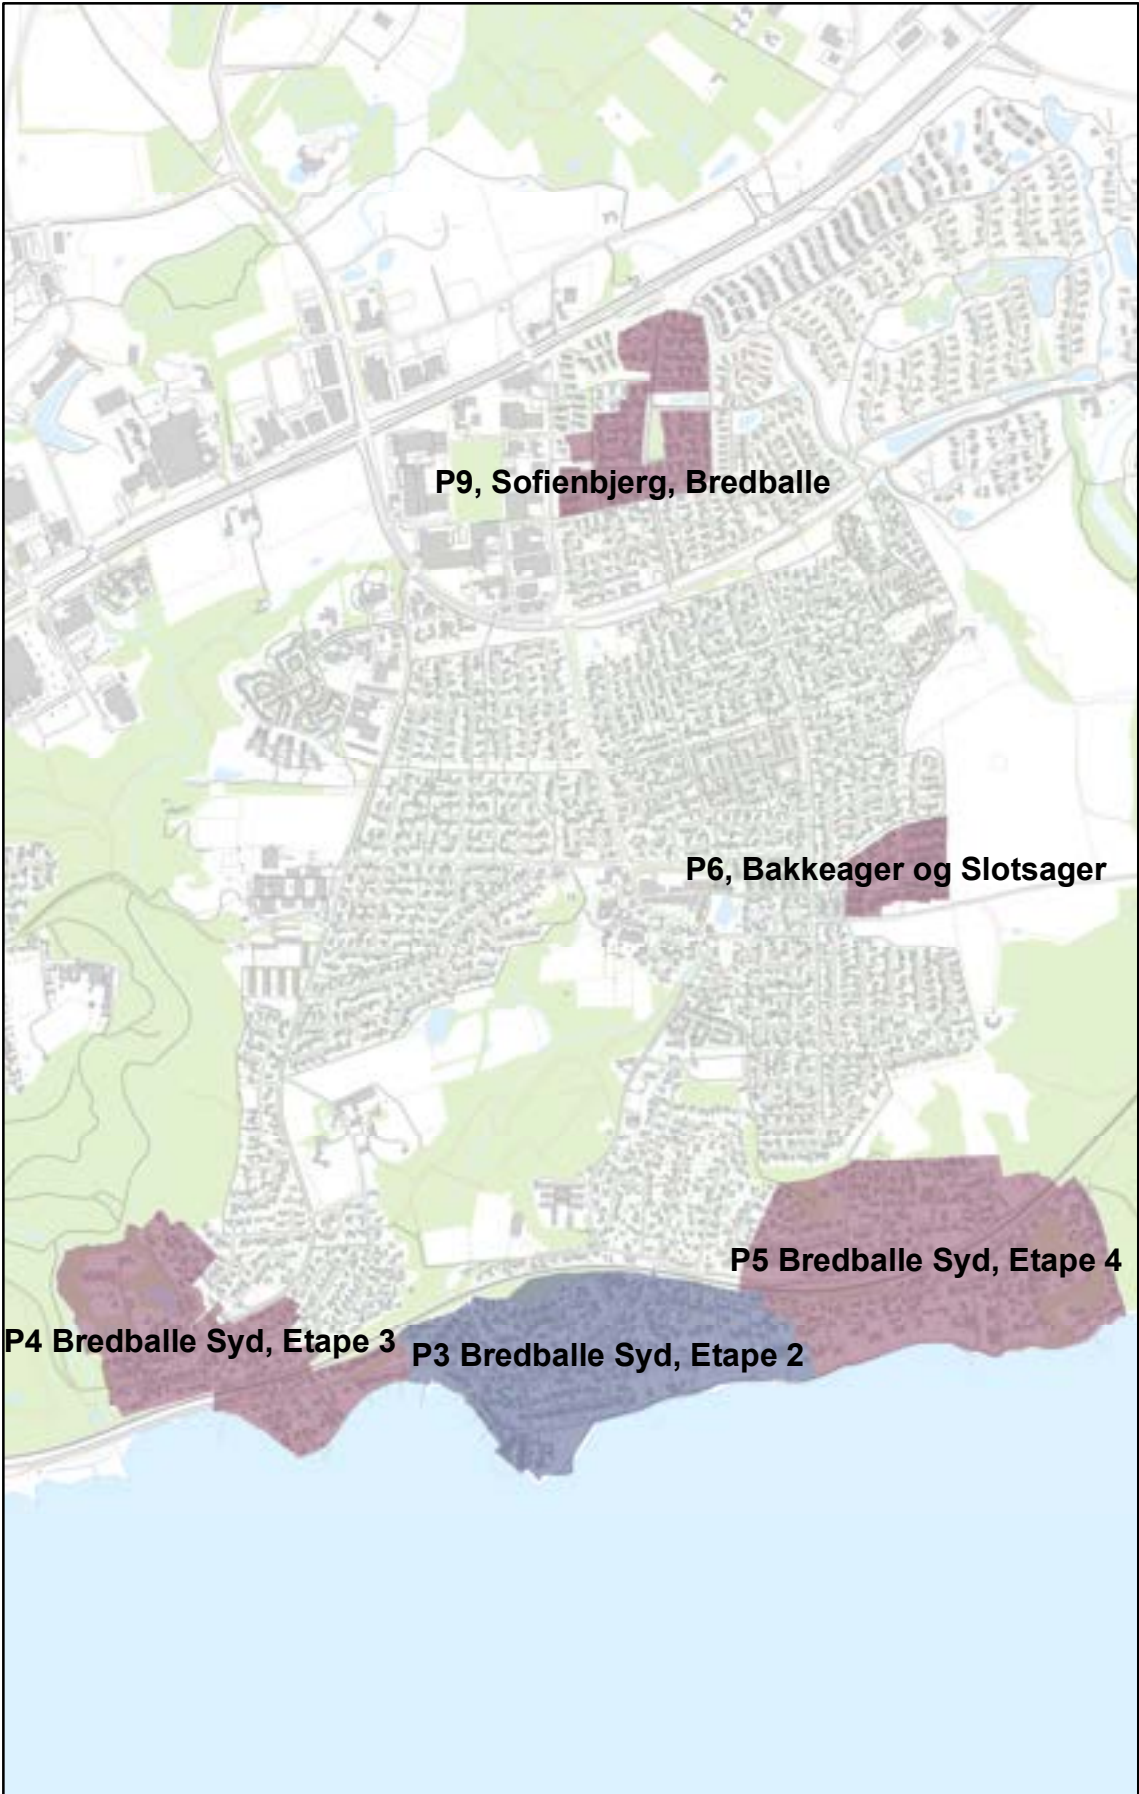 P9, Sofienbjerg, Bredballe
P6, Bakkeager og Slotsager
P5 Bredballe Syd, Etape 4
P4 Bredballe Syd, Etape 3
P3 Bredballe Syd, Etape 2